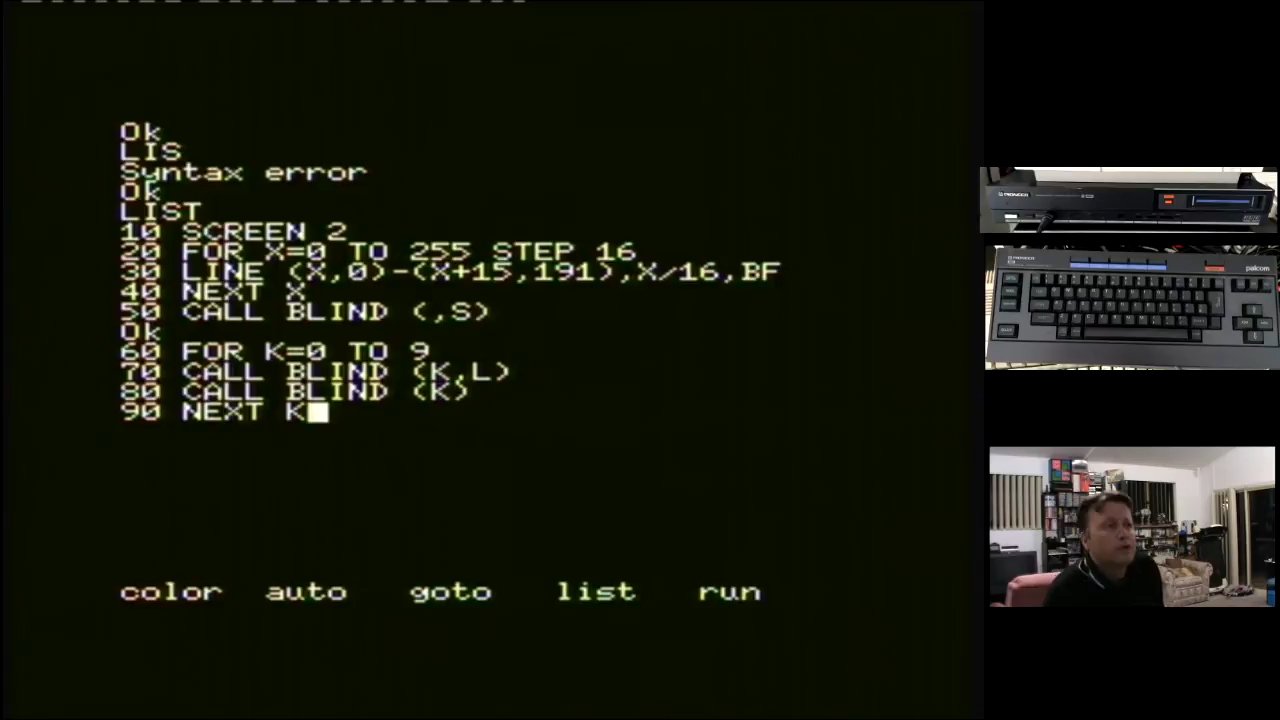 Ok
LIS
Syntax error
Ok
LIST
10 SCREEN 2
20 FOR X=0 TO 255 STEP 16
30 LINE (X,0)-(X+15,191),X/16,BF
40 NEXT X
50 CALL BLIND (,S)
Ok
60 FOR K=0 TO 9
70 CALL BLIND (K,L)
80 CALL BLIND (K)
90 NEXT K
color auto goto list run
PIONEER
palcom